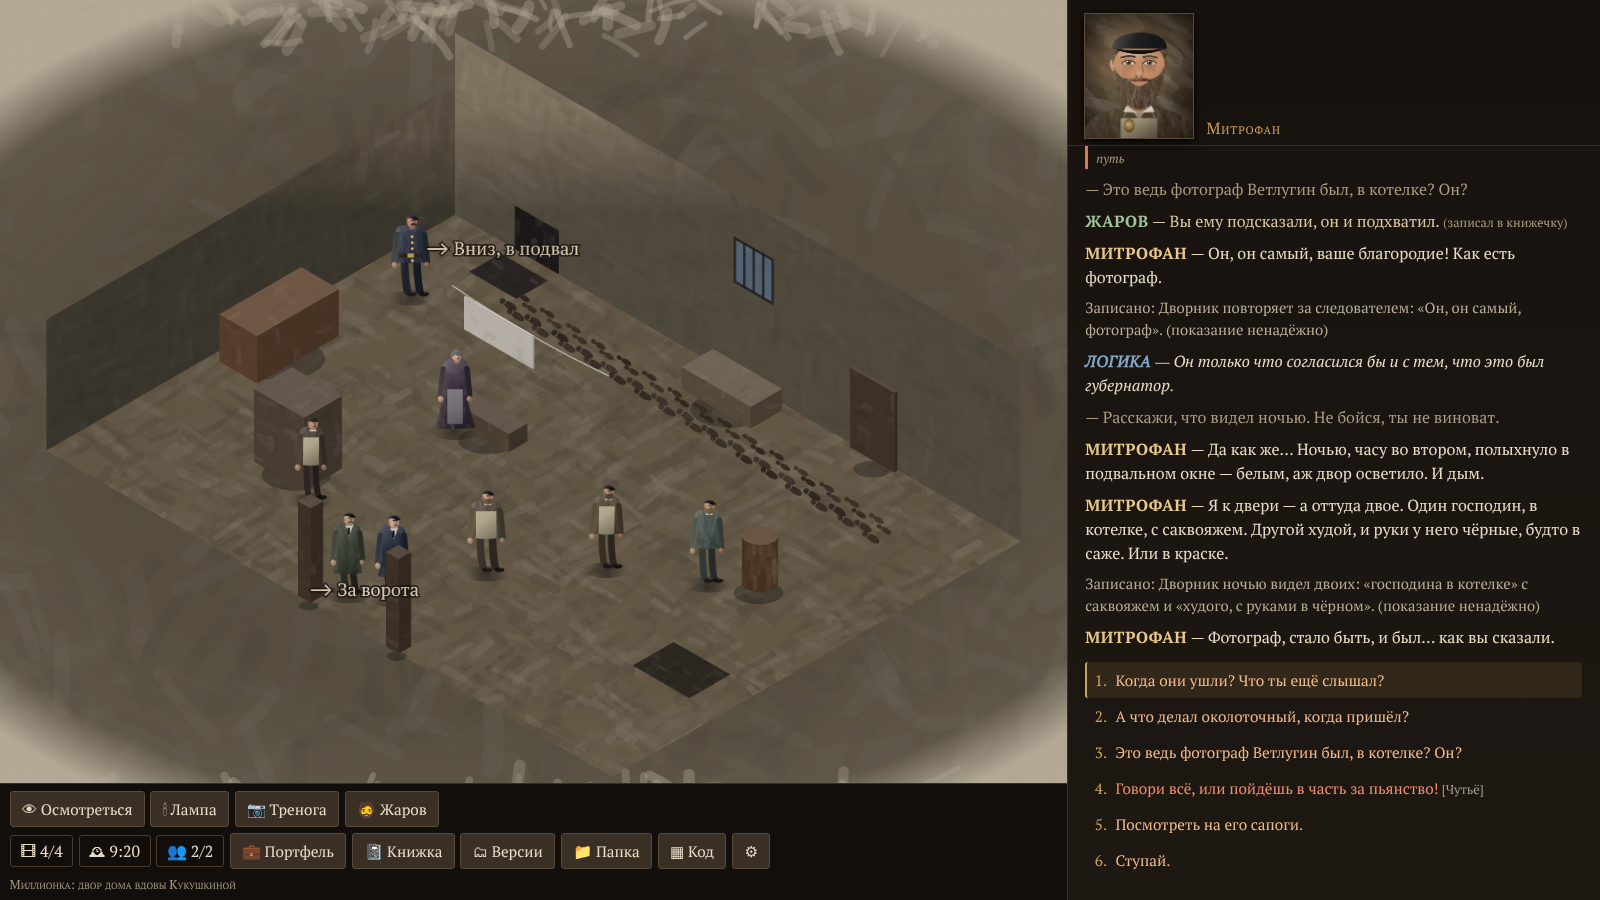 → Вниз, в подвал
→ За ворота
Осмотреться
Лампа
Тренога
Жаров
4/4
9:20
2/2
Портфель
Книжка
Версии
Папка
Код
Миллионка: двор дома вдовы Кукушкиной
Митрофан
путь
— Это ведь фотограф Ветлугин был, в котелке? Он?
ЖАРОВ — Вы ему подсказали, он и подхватил. (записал в книжечку)
МИТРОФАН — Он, он самый, ваше благородие! Как есть
фотограф.
Записано: Дворник повторяет за следователем: «Он, он самый,
фотограф». (показание ненадёжно)
ЛОГИКА — Он только что согласился бы и с тем, что это был
губернатор.
— Расскажи, что видел ночью. Не бойся, ты не виноват.
МИТРОФАН — Да как же… Ночью, часу во втором, полыхнуло в
подвальном окне — белым, аж двор осветило. И дым.
МИТРОФАН — Я к двери — а оттуда двое. Один господин, в
котелке, с саквояжем. Другой худой, и руки у него чёрные, будто в
саже. Или в краске.
Записано: Дворник ночью видел двоих: «господина в котелке» с
саквояжем и «худого, с руками в чёрном». (показание ненадёжно)
МИТРОФАН — Фотограф, стало быть, и был… как вы сказали.
1. Когда они ушли? Что ты ещё слышал?
2. А что делал околоточный, когда пришёл?
3. Это ведь фотограф Ветлугин был, в котелке? Он?
4. Говори всё, или пойдёшь в часть за пьянство! [Чутьё]
5. Посмотреть на его сапоги.
6. Ступай.